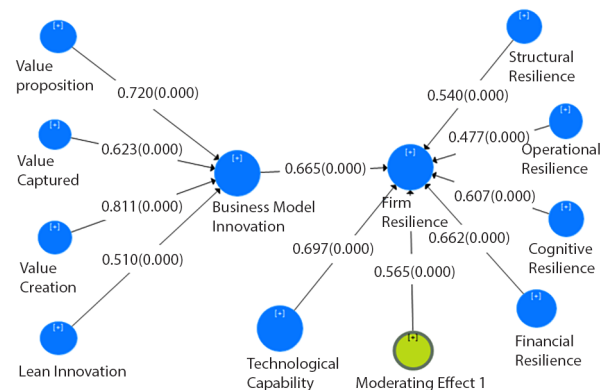 [+]
Value
proposition
0.720(0.000)
[+]
Value
Captured
0.623(0.000)
[+]
Value
Creation
0.811(0.000)
[+]
Lean Innovation
0.510(0.000)
[+]
Business Model
Innovation
0.665(0.000)
[+]
Firm
Resilience
[+]
Structural
Resilience
0.540(0.000)
[+]
Operational
Resilience
0.477(0.000)
[+]
Cognitive
Resilience
0.607(0.000)
[+]
Financial
Resilience
0.662(0.000)
[+]
Technological
Capability
0.697(0.000)
[+]
Moderating Effect 1
0.565(0.000)